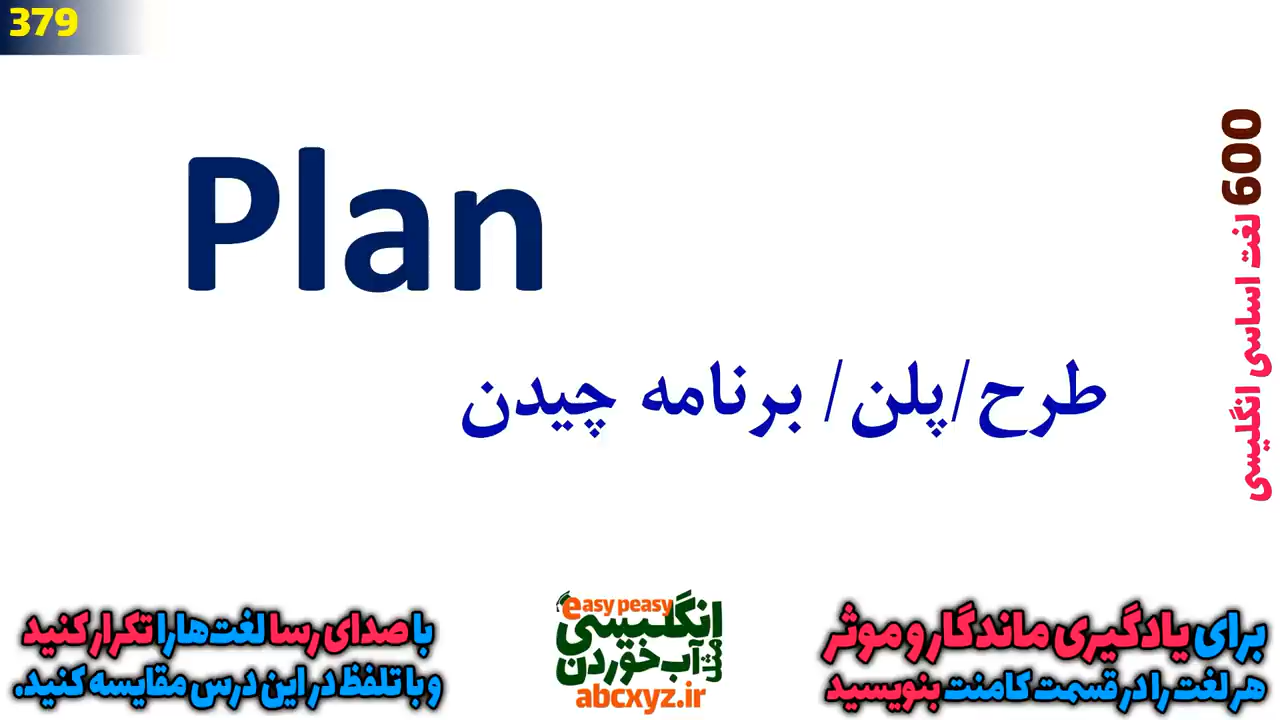 379
Plan
طرح/پلن/ برنامه چیدن
600 لغت اساسی انگلیسی
با صدای رسا لغت‌ها را تکرار کنید
و با تلفظ در این درس مقایسه کنید.
easy peasy
انگلیسی
مثل آب خوردن
abcxyz.ir
برای یادگیری ماندگار و موثر
هر لغت را در قسمت کامنت بنویسید